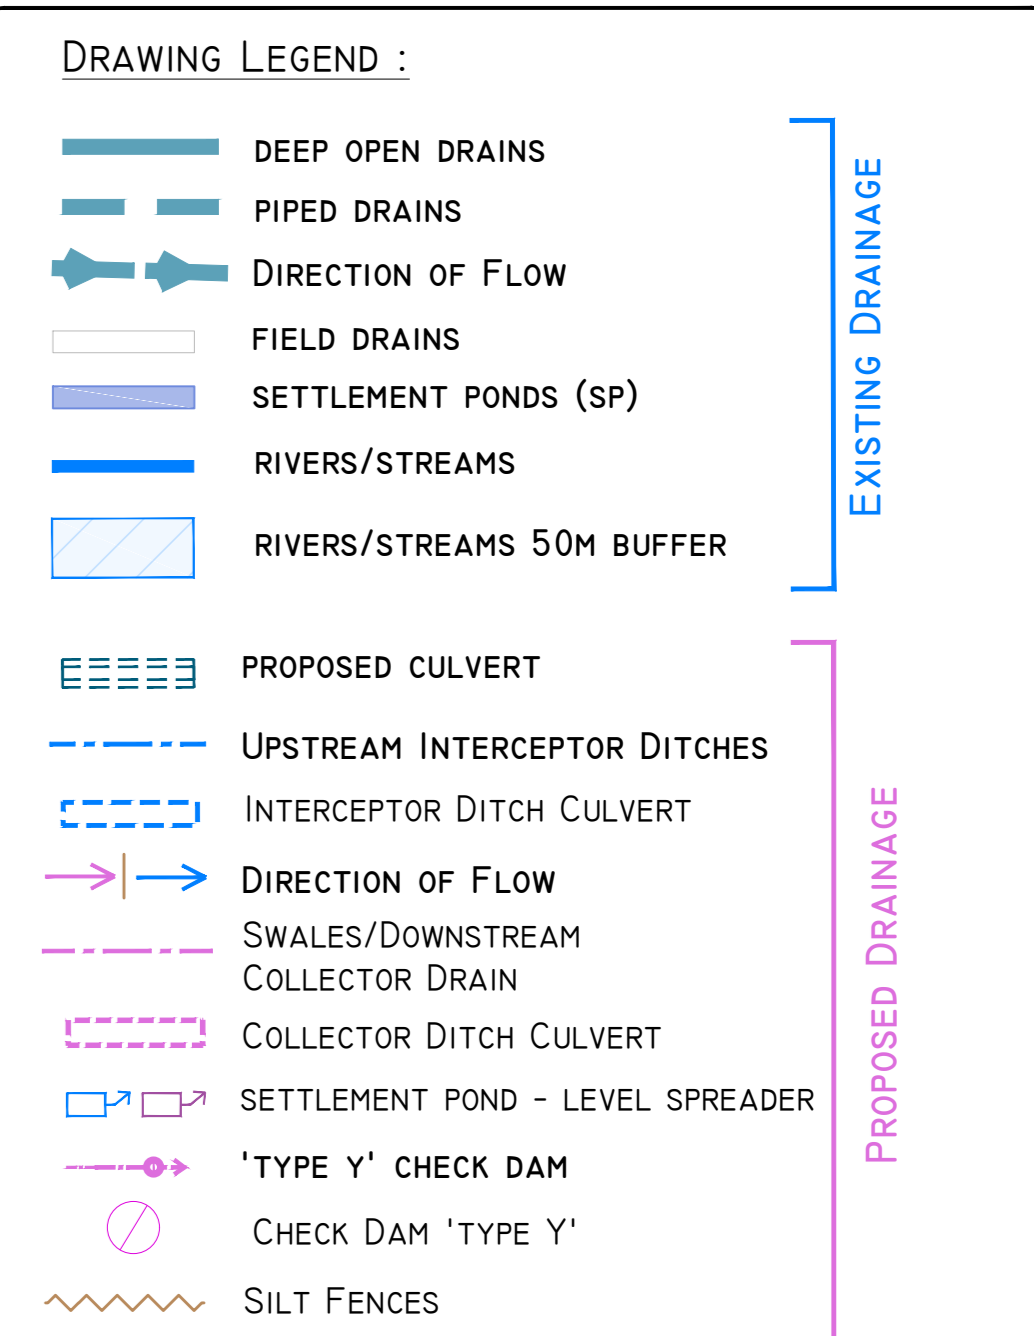 DRAWING LEGEND :
DEEP OPEN DRAINS
PIPED DRAINS
DIRECTION OF FLOW
FIELD DRAINS
SETTLEMENT PONDS (SP)
RIVERS/STREAMS
RIVERS/STREAMS 50M BUFFER
EXISTING DRAINAGE
PROPOSED CULVERT
UPSTREAM INTERCEPTOR DITCHES
INTERCEPTOR DITCH CULVERT
DIRECTION OF FLOW
SWALES/DOWNSTREAM
COLLECTOR DRAIN
COLLECTOR DITCH CULVERT
SETTLEMENT POND - LEVEL SPREADER
'TYPE Y' CHECK DAM
CHECK DAM 'TYPE Y'
SILT FENCES
PROPOSED DRAINAGE